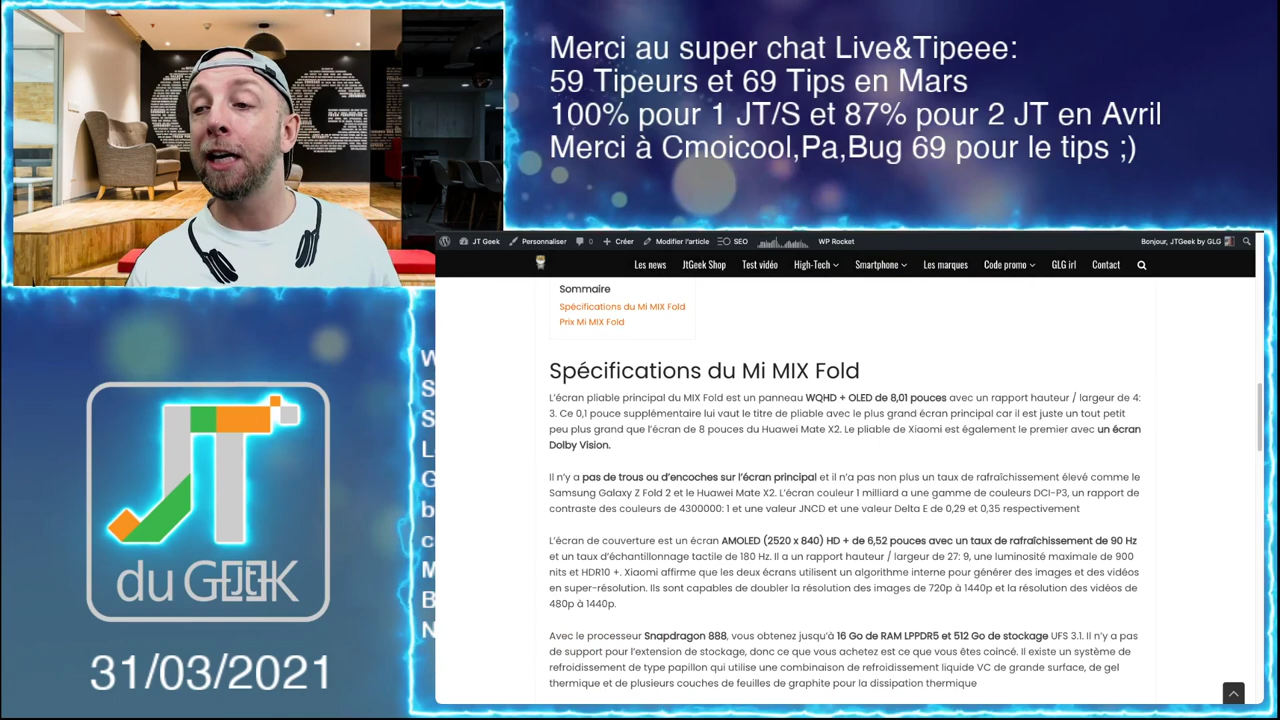 Merci au super chat Live&Tipeee:
59 Tipeurs et 69 Tips en Mars
100% pour 1 JT/S et 87% pour 2 JT en Avril
Merci à Cmoicool,Pa,Bug 69 pour le tips ;)
JT Geek Personnaliser 0 Créer Modifier l'article SEO WP Rocket Bonjour, JTGeek by GLG
Les news JtGeek Shop Test vidéo High-Tech Smartphone Les marques Code promo GLG irl Contact
Sommaire
Spécifications du Mi MIX Fold
Prix Mi MIX Fold
Spécifications du Mi MIX Fold
L'écran pliable principal du MIX Fold est un panneau WQHD + OLED de 8,01 pouces avec un rapport hauteur / largeur de 4:
3. Ce 0,1 pouce supplémentaire lui vaut le titre de pliable avec le plus grand écran principal car il est juste un tout petit
peu plus grand que l'écran de 8 pouces du Huawei Mate X2. Le pliable de Xiaomi est également le premier avec un écran
Dolby Vision.
Il n'y a pas de trous ou d'encoches sur l'écran principal et il n'a pas non plus un taux de rafraîchissement élevé comme le
Samsung Galaxy Z Fold 2 et le Huawei Mate X2. L'écran couleur 1 milliard a une gamme de couleurs DCI-P3, un rapport de
contraste des couleurs de 4300000: 1 et une valeur JNCD et une valeur Delta E de 0,29 et 0,35 respectivement
L'écran de couverture est un écran AMOLED (2520 x 840) HD + de 6,52 pouces avec un taux de rafraîchissement de 90 Hz
et un taux d'échantillonnage tactile de 180 Hz. Il a un rapport hauteur / largeur de 27: 9, une luminosité maximale de 900
nits et HDR10 +. Xiaomi affirme que les deux écrans utilisent un algorithme interne pour générer des images et des vidéos
en super-résolution. Ils sont capables de doubler la résolution des images de 720p à 1440p et la résolution des vidéos de
480p à 1440p.
Avec le processeur Snapdragon 888, vous obtenez jusqu'à 16 Go de RAM LPPDR5 et 512 Go de stockage UFS 3.1. Il n'y a pas
de support pour l'extension de stockage, donc ce que vous achetez est ce que vous êtes coincé. Il existe un système de
refroidissement de type papillon qui utilise une combinaison de refroidissement liquide VC de grande surface, de gel
thermique et de plusieurs couches de feuilles de graphite pour la dissipation thermique
JT
du GEEK
31/03/2021